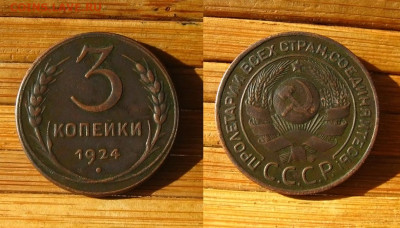 3
КОПЕЙКИ
1924
ПРОЛЕТАРИИ ВСЕХ СТРАН, СОЕДИНЯЙТЕСЬ!
С.С.С.Р.